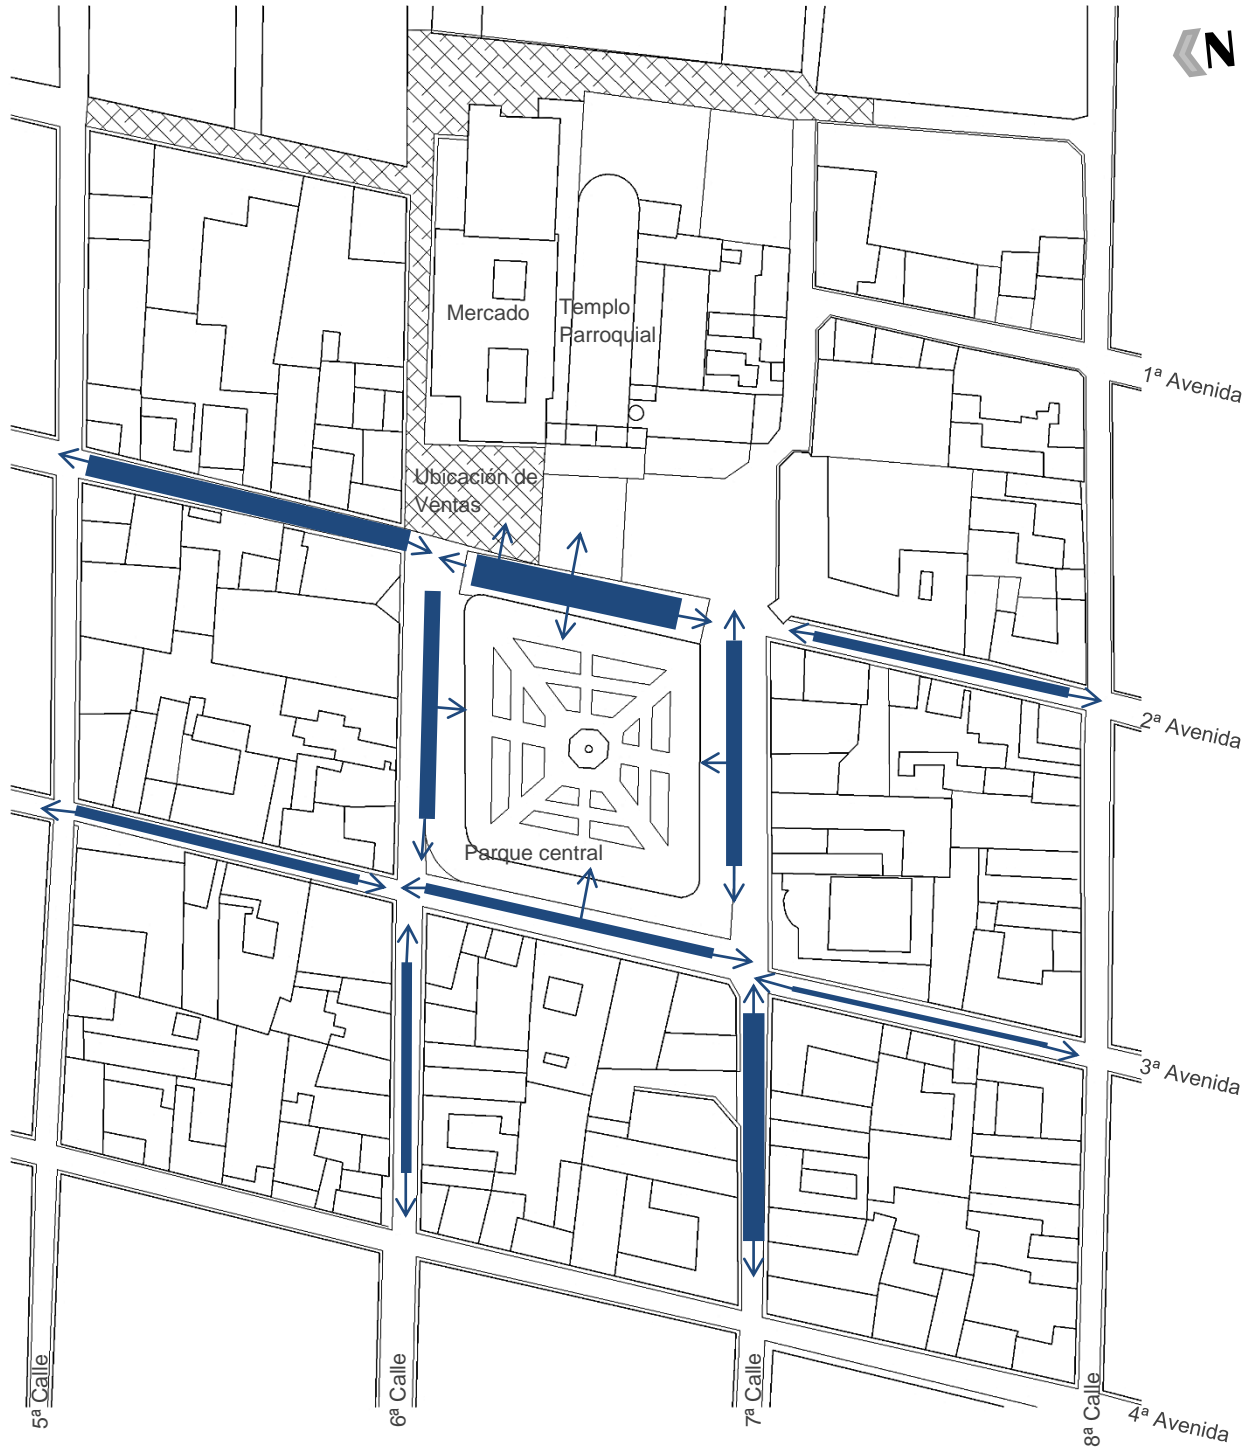 N
Mercado
Templo
Parroquial
1ª Avenida
Ubicación de
Ventas
2ª Avenida
Parque central
3ª Avenida
5ª Calle
6ª Calle
7ª Calle
8ª Calle
4ª Avenida